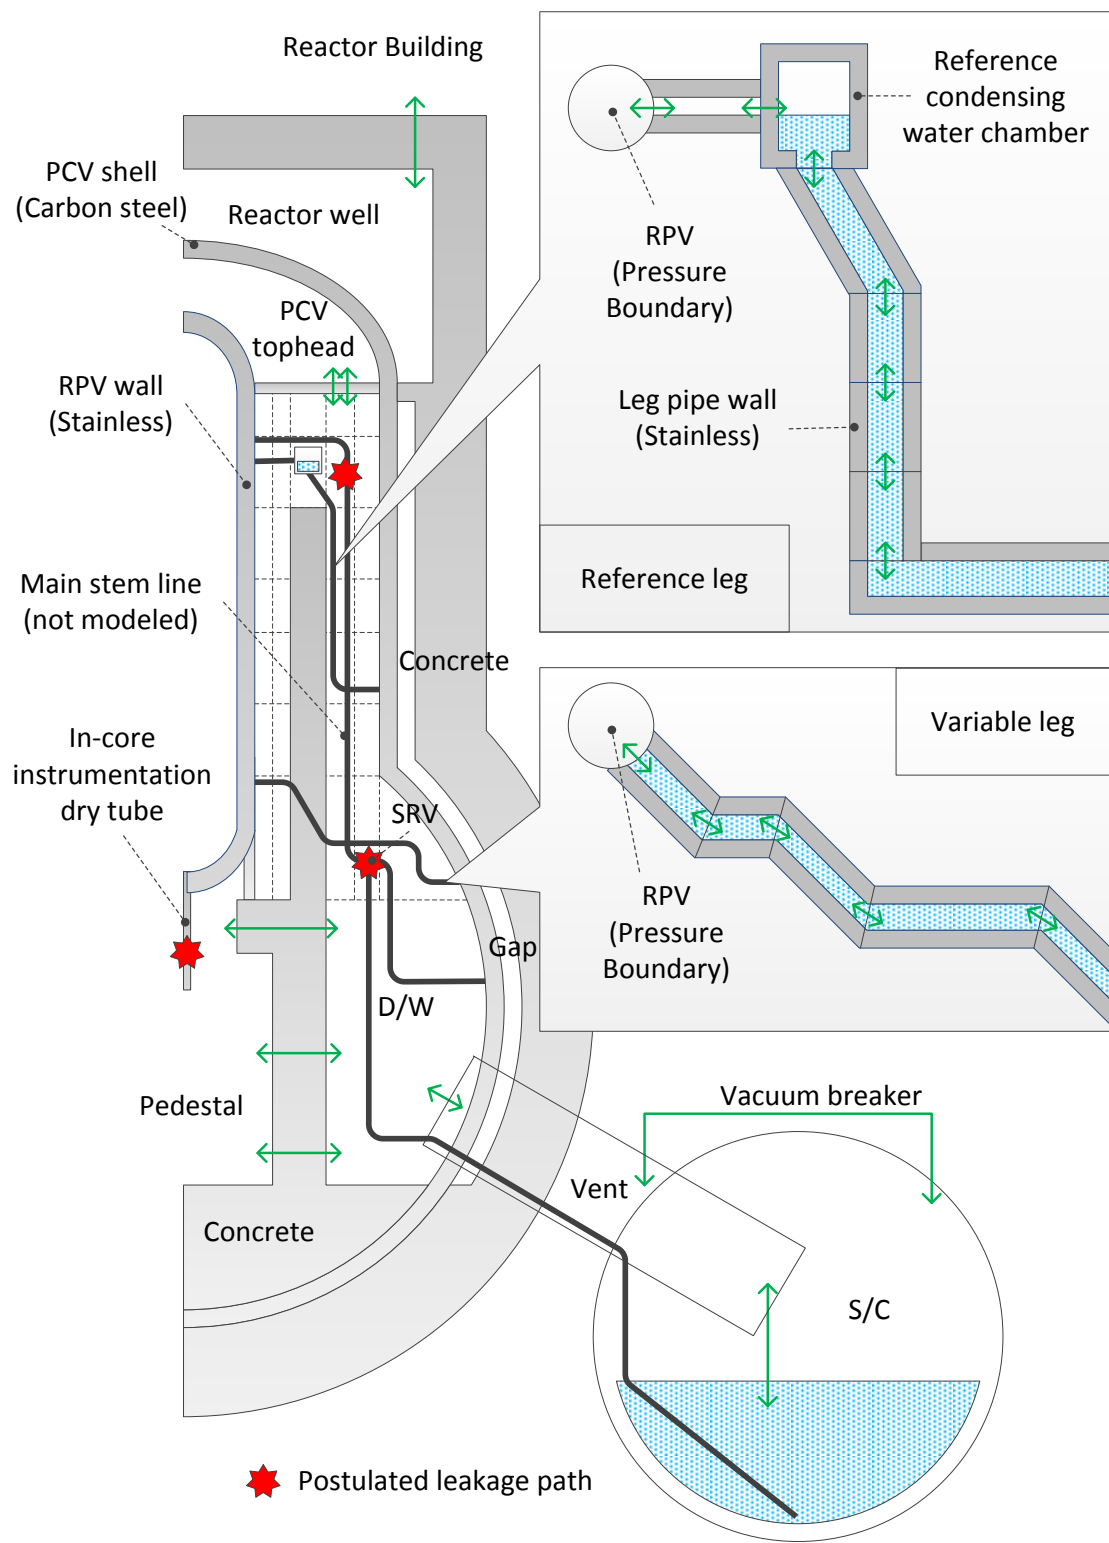 Reactor Building
PCV shell
(Carbon steel)
Reactor well
PCV
tophead
RPV wall
(Stainless)
Main stem line
(not modeled)
Concrete
In-core
instrumentation
dry tube
SRV
Gap
D/W
Pedestal
Concrete
Reference
condensing
water chamber
RPV
(Pressure
Boundary)
Leg pipe wall
(Stainless)
Reference leg
Variable leg
RPV
(Pressure
Boundary)
Vacuum breaker
Vent
S/C
Postulated leakage path